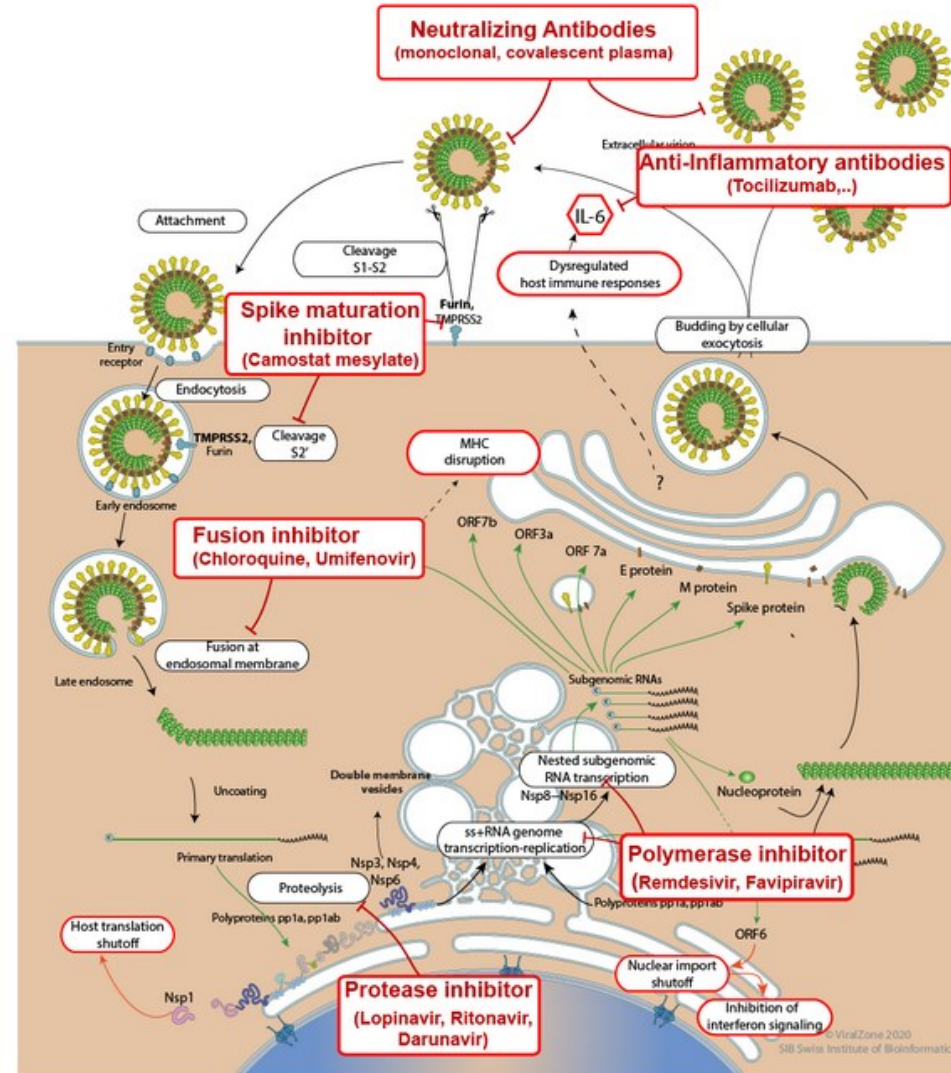 Neutralizing Antibodies
(monoclonal, covalescent plasma)
Extracellular virion
Anti-Inflammatory antibodies
(Tocilizumab,..)
IL-6
Attachment
Cleavage
S1-S2
Dysregulated
host immune responses
Furin,
TMPRSS2
Spike maturation
inhibitor
(Camostat mesylate)
Budding by cellular
exocytosis
Entry
receptor
Endocytosis
TMPRSS2,
Furin
Cleavage
S2'
MHC
disruption
?
Early endosome
ORF7b
ORF3a
ORF 7a
E protein
M protein
Spike protein
Fusion inhibitor
(Chloroquine, Umifenovir)
Fusion at
endosomal membrane
Late endosome
Subgenomic RNAs
Double membrane
vesicles
Nested subgenomic
RNA transcription
Nsp8–Nsp16
Nucleoprotein
Uncoating
ss+RNA genome
transcription-replication
Primary translation
Nsp3, Nsp4,
Nsp6
Polymerase inhibitor
(Remdesivir, Favipiravir)
Proteolysis
Polyproteins pp1a, pp1ab
Polyproteins pp1a, pp1ab
Host translation
shutoff
ORF6
Nuclear import
shutoff
Nsp1
Protease inhibitor
(Lopinavir, Ritonavir,
Darunavir)
Inhibition of
interferon signaling
© ViralZone 2020
SIB Swiss Institute of Bioinformatic